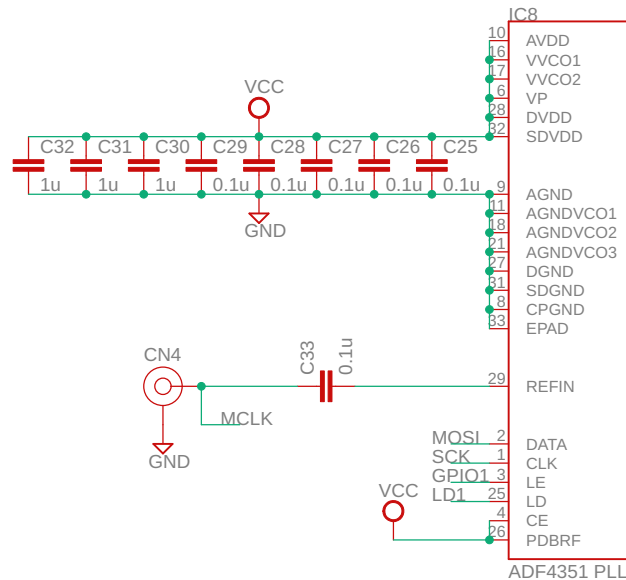 IC8
10 AVDD
16 VVCO1
17 VVCO2
6 VP
28 DVDD
32 SDVDD
VCC
C32 C31 C30 C29 C28 C27 C26 C25
1u 1u 1u 0.1u 0.1u 0.1u 0.1u 0.1u
GND
9 AGND
11 AGNDVCO1
18 AGNDVCO2
21 AGNDVCO3
27 DGND
31 SDGND
8 CPGND
33 EPAD
CN4
C33
0.1u
29 REFIN
MCLK
GND
MOSI 2 DATA
SCK 1 CLK
GPIO1 3 LE
LD1 25 LD
VCC
4 CE
26 PDBRF
ADF4351 PLL